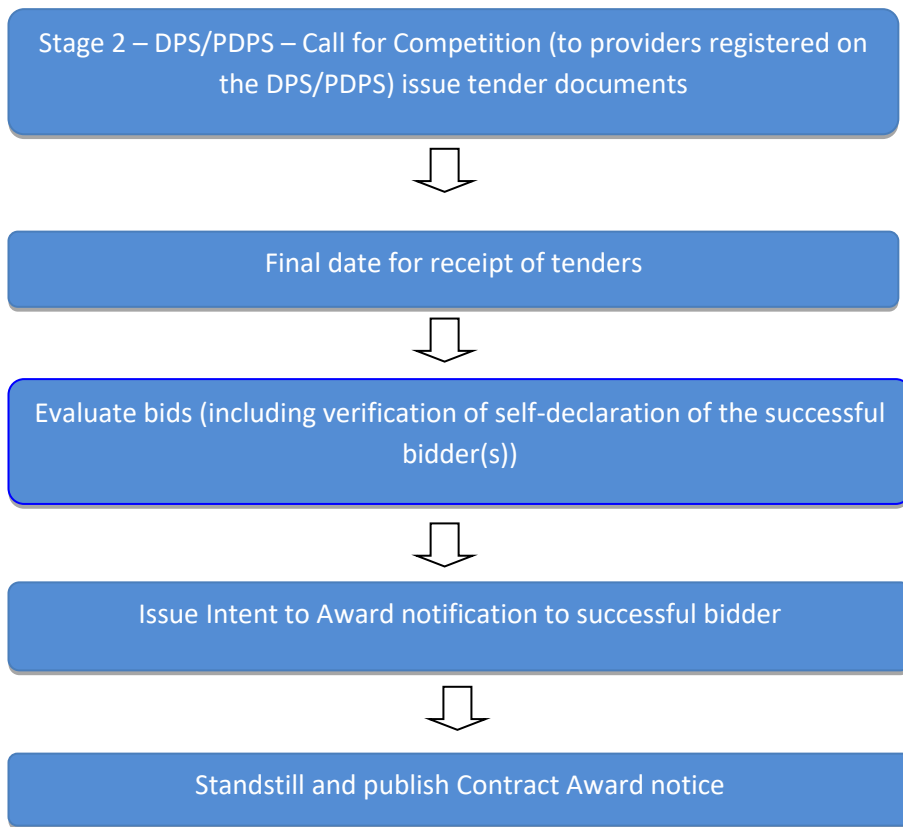 Stage 2 – DPS/PDPS – Call for Competition (to providers registered on
the DPS/PDPS) issue tender documents
Final date for receipt of tenders
Evaluate bids (including verification of self-declaration of the successful
bidder(s))
Issue Intent to Award notification to successful bidder
Standstill and publish Contract Award notice